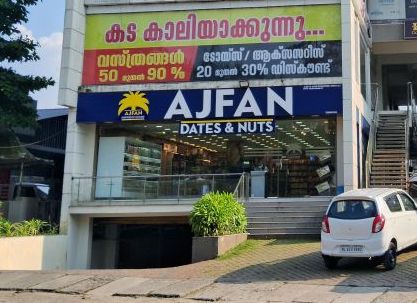 കട കാലിയാക്കുന്നു...
വസ്ത്രങ്ങൾ
50 മുതൽ 90 %
ടോയ്സ് / ആക്സസറീസ്
20 മുതൽ 30% ഡിസ്കൗണ്ട്
AJFAN
AJFAN
DATES & NUTS